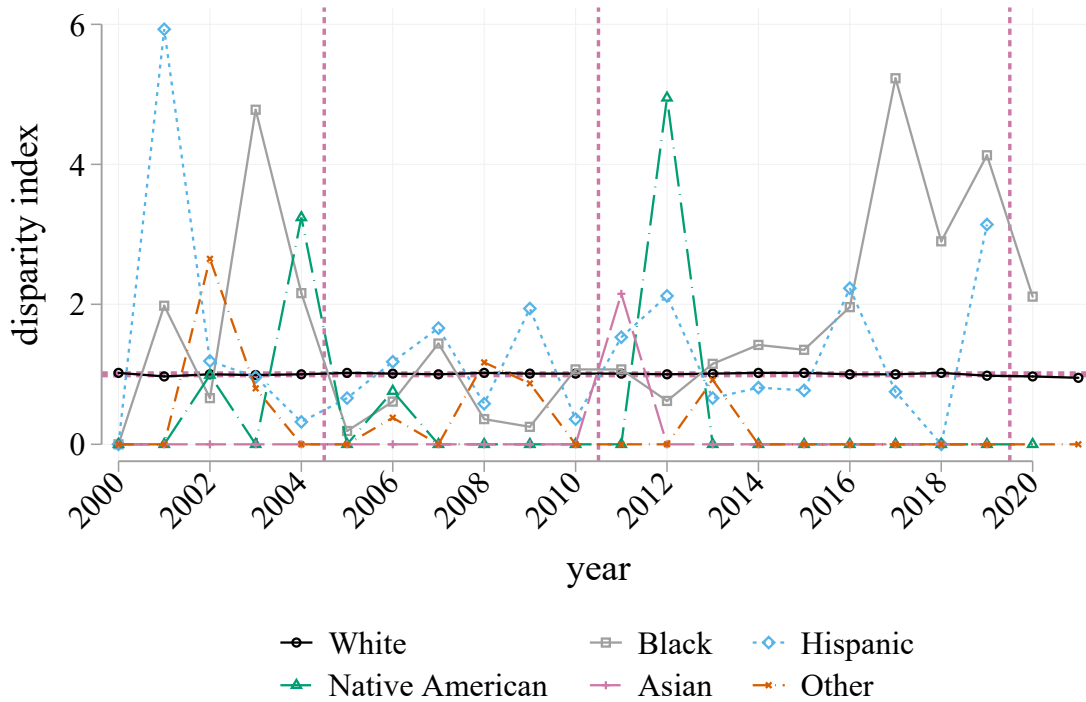 6
4
2
0
disparity index
2000 2002 2004 2006 2008 2010 2012 2014 2016 2018 2020
year
White Black Hispanic
Native American Asian Other